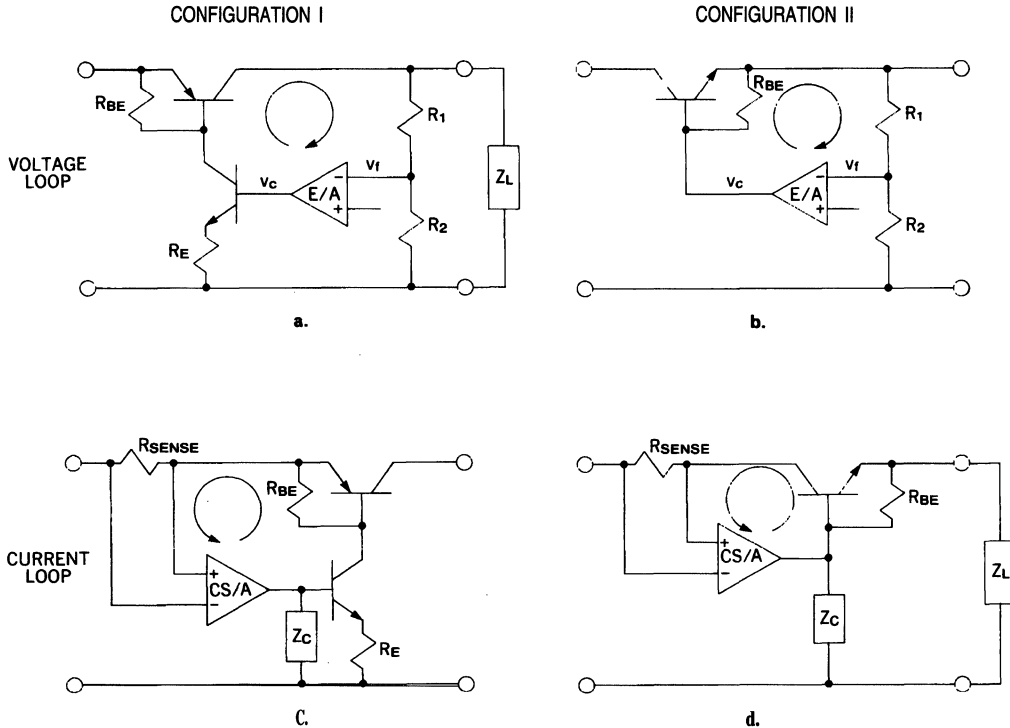 CONFIGURATION I
CONFIGURATION II
VOLTAGE
LOOP
RBE
R1
R2
RE
ZL
Vc
Vf
E/A
-
+
a.
RBE
R1
R2
Vc
Vf
E/A
-
+
b.
CURRENT
LOOP
RSENSE
RBE
CS/A
+
-
ZC
RE
C.
RSENSE
RBE
CS/A
+
-
ZC
ZL
d.